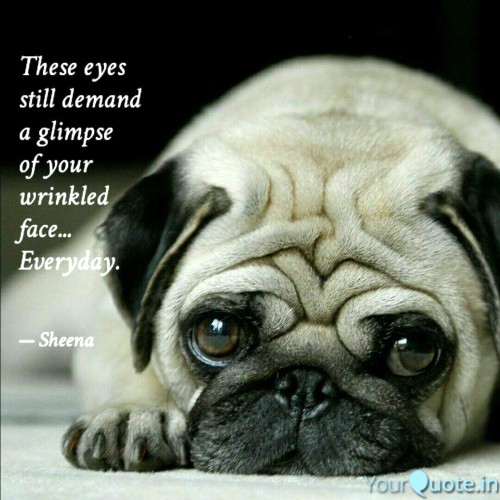 These eyes
still demand
a glimpse
of your
wrinkled
face...
Everyday.
— Sheena
YourQuote.in